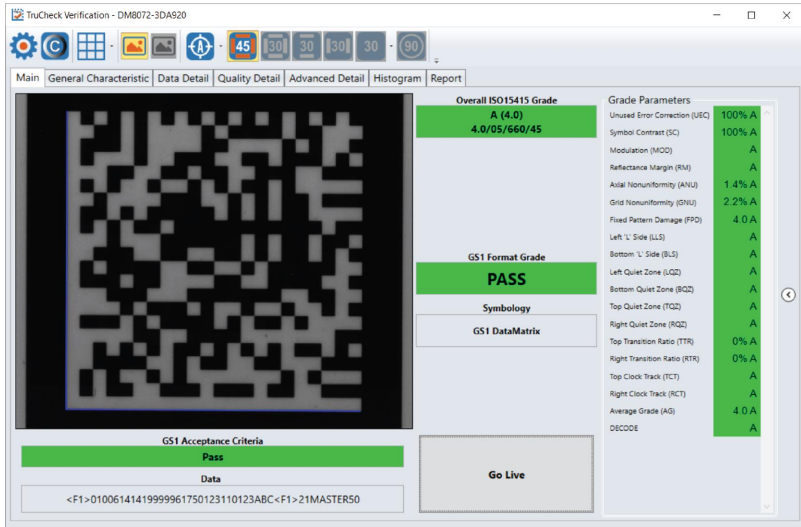 TruCheck Verification - DM8072-3DA920
45 30 30 30 30 90
Main General Characteristic Data Detail Quality Detail Advanced Detail Histogram Report
Overall ISO15415 Grade
A (4.0)
4.0/05/660/45
GS1 Format Grade
PASS
Symbology
GS1 DataMatrix
GS1 Acceptance Criteria
Pass
Data
<F1>01006141419999961750123110123ABC<F1>21MASTER50
Go Live
Grade Parameters
Unused Error Correction (UEC) 100% A
Symbol Contrast (SC) 100% A
Modulation (MOD) A
Reflectance Margin (RM) A
Axial Nonuniformity (ANU) 1.4% A
Grid Nonuniformity (GNU) 2.2% A
Fixed Pattern Damage (FPD) 4.0 A
Left 'L' Side (LLS) A
Bottom 'L' Side (BLS) A
Left Quiet Zone (LQZ) A
Bottom Quiet Zone (BQZ) A
Top Quiet Zone (TQZ) A
Right Quiet Zone (RQZ) A
Top Transition Ratio (TTR) 0% A
Right Transition Ratio (RTR) 0% A
Top Clock Track (TCT) A
Right Clock Track (RCT) A
Average Grade (AG) 4.0 A
DECODE A